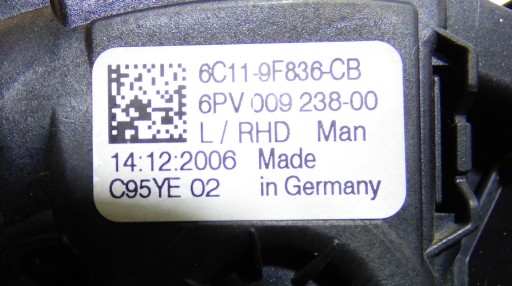 6C11-9F836-CB
6PV 009 238-00
L / RHD Man
14:12:2006 Made
C95YE 02 in Germany